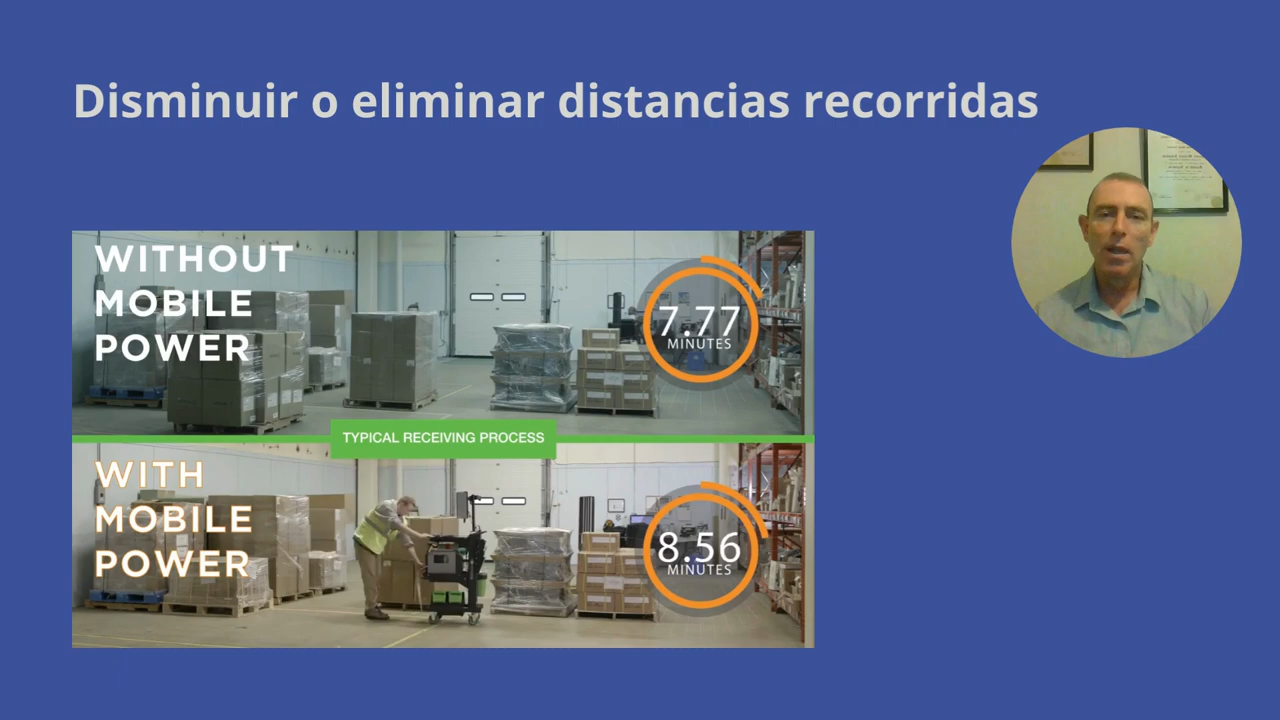 Disminuir o eliminar distancias recorridas
WITHOUT
MOBILE
POWER
7.77
MINUTES
TYPICAL RECEIVING PROCESS
WITH
MOBILE
POWER
8.56
MINUTES